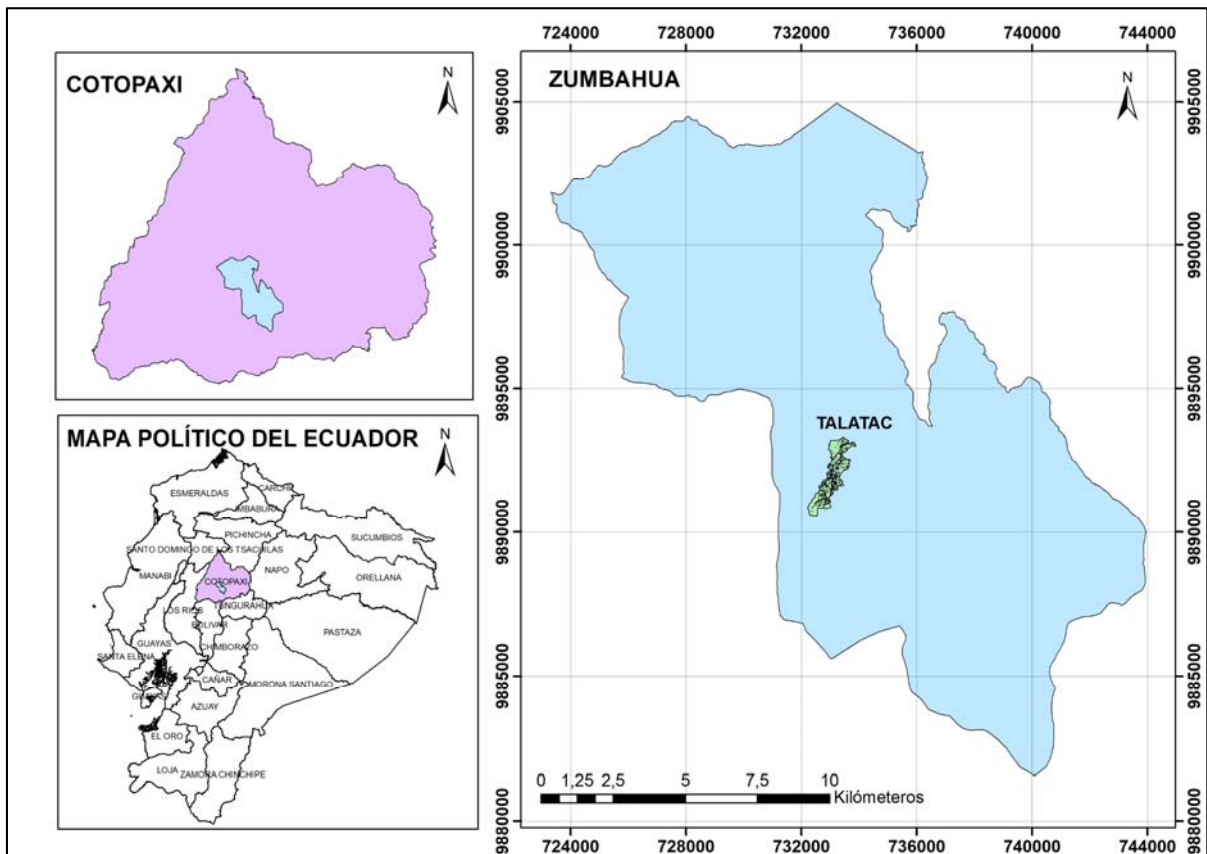 COTOPAXI
N
MAPA POLÍTICO DEL ECUADOR
N
ESMERALDAS
CARCHI
IMBABURA
PICHINCHA
SUCUMBIOS
SANTO DOMINGO DE LOS TSACHILAS
NAPO
ORELLANA
MANABI
COTOPAXI
LOS RIOS
TUNGURAHUA
BOLIVAR
PASTAZA
GUAYAS
CHIMBORAZO
SANTA ELENA
CAÑAR
MORONA SANTIAGO
GUAYAS
AZUAY
EL ORO
LOJA
ZAMORA CHINCHIPE
724000 728000 732000 736000 740000 744000
ZUMBAHUA
N
9905000
9900000
9895000
9890000
9885000
9880000
TALATAC
0 1,25 2,5 5 7,5 10
Kilómeteros
9905000
9900000
9895000
9890000
9885000
9880000
724000 728000 732000 736000 740000 744000